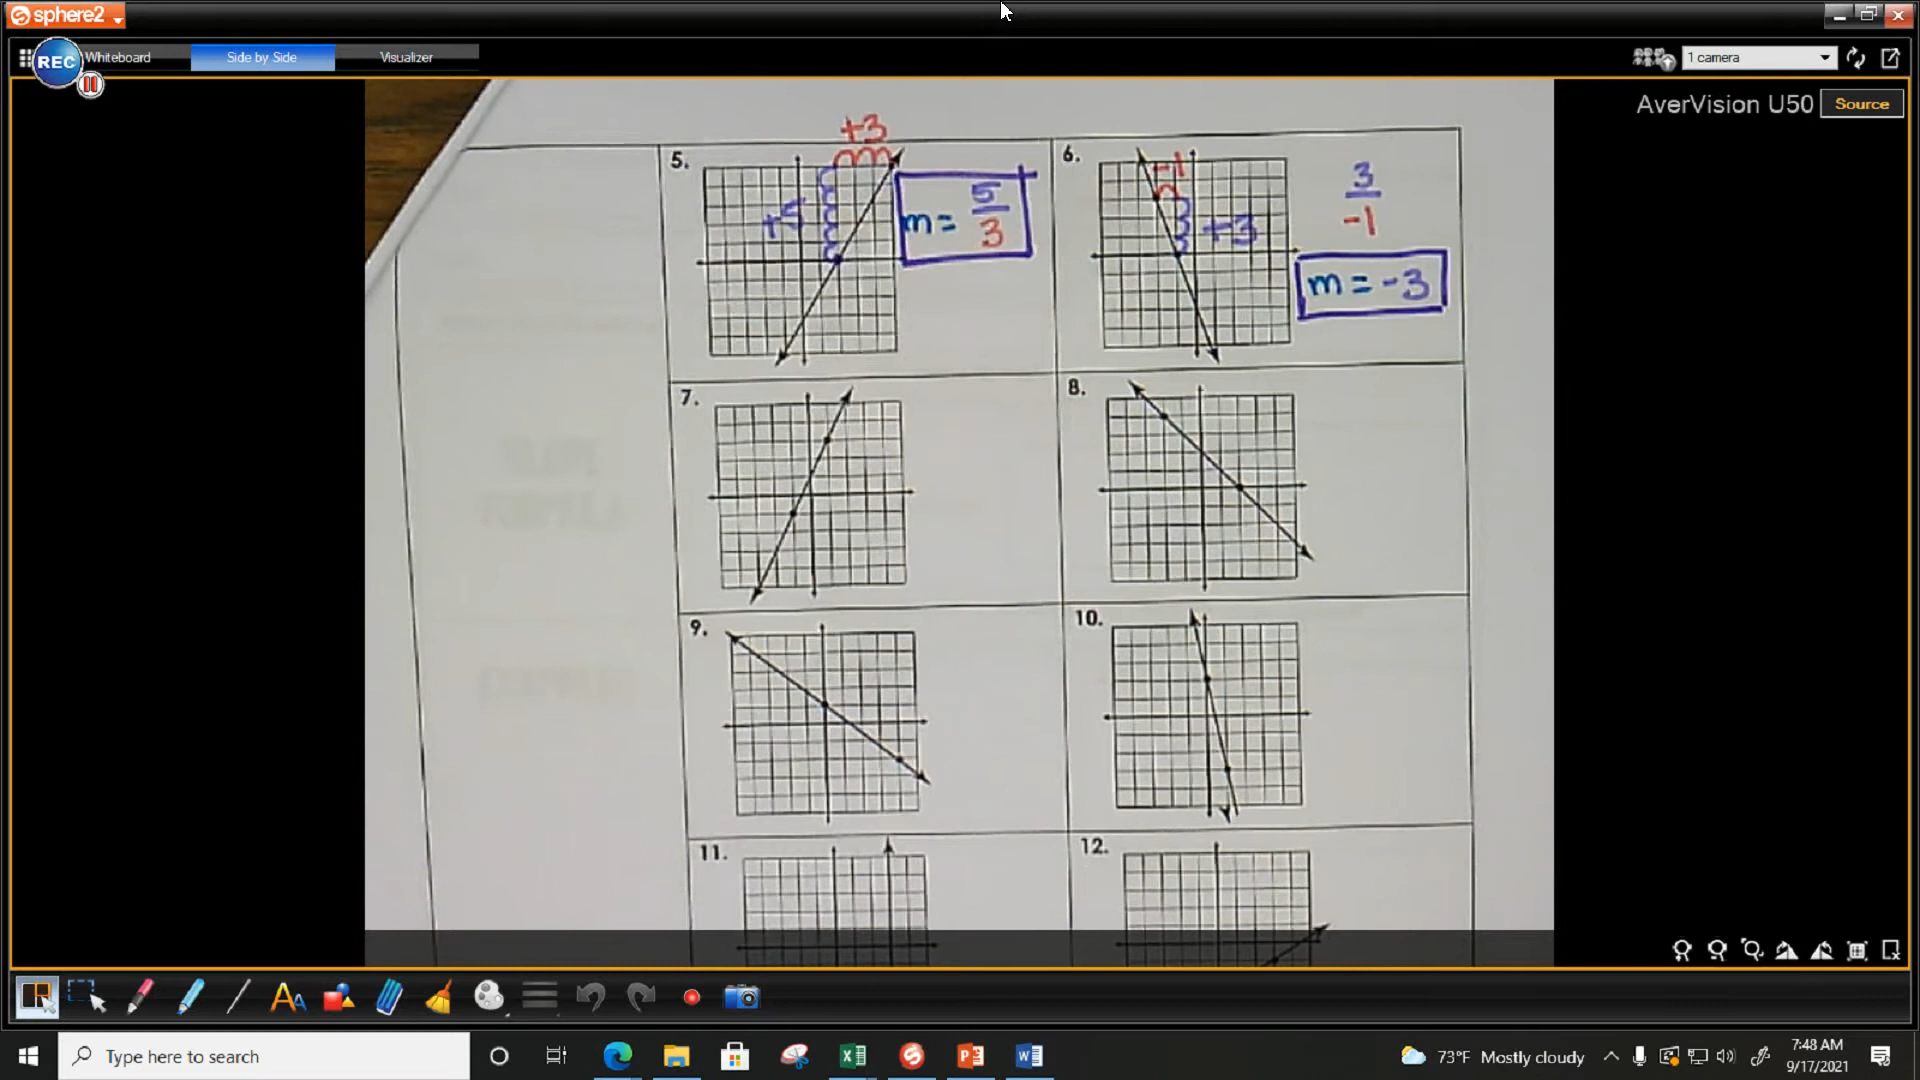 sphere2
REC
Whiteboard
Side by Side
Visualizer
1 camera
AverVision U50
Source
5.
+3
+5
m = 5/3
6.
-1
+3
3/-1
m = -3
7.
8.
9.
10.
11.
12.
Type here to search
73°F Mostly cloudy
7:48 AM
9/17/2021